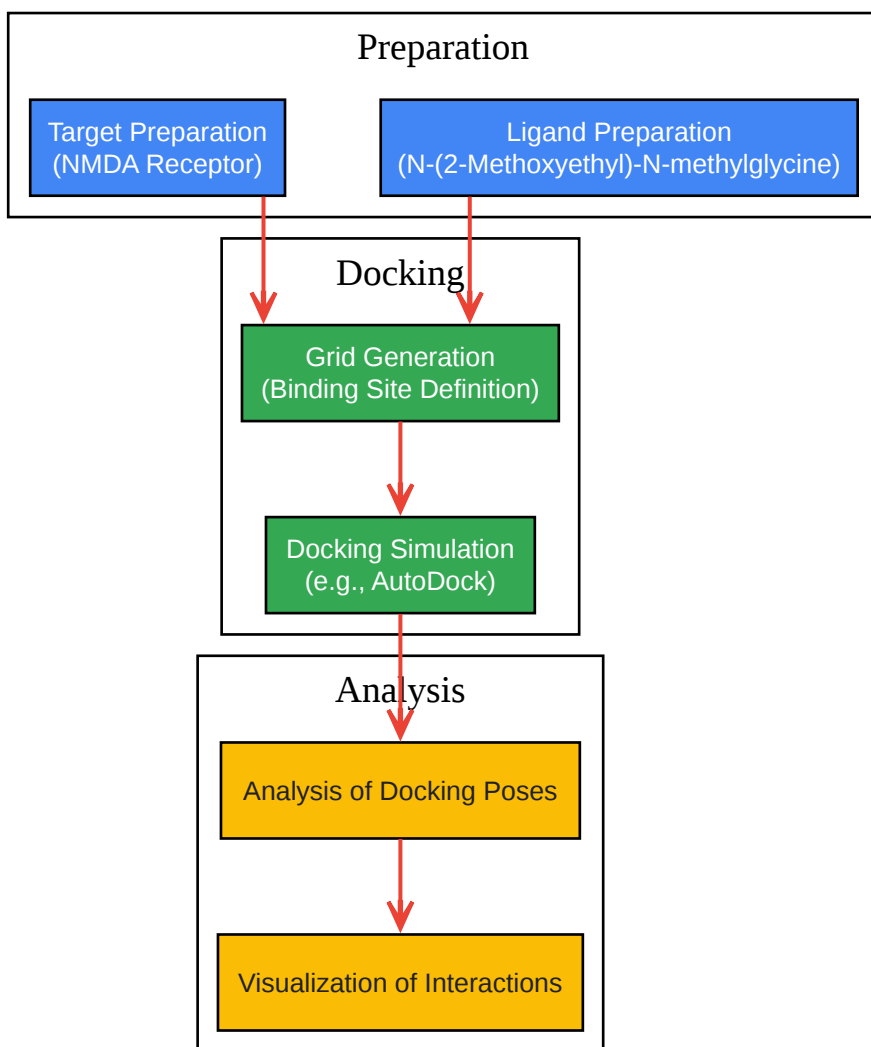 Preparation
Target Preparation
(NMDA Receptor)
Ligand Preparation
(N-(2-Methoxyethyl)-N-methylglycine)
Docking
Grid Generation
(Binding Site Definition)
Docking Simulation
(e.g., AutoDock)
Analysis
Analysis of Docking Poses
Visualization of Interactions